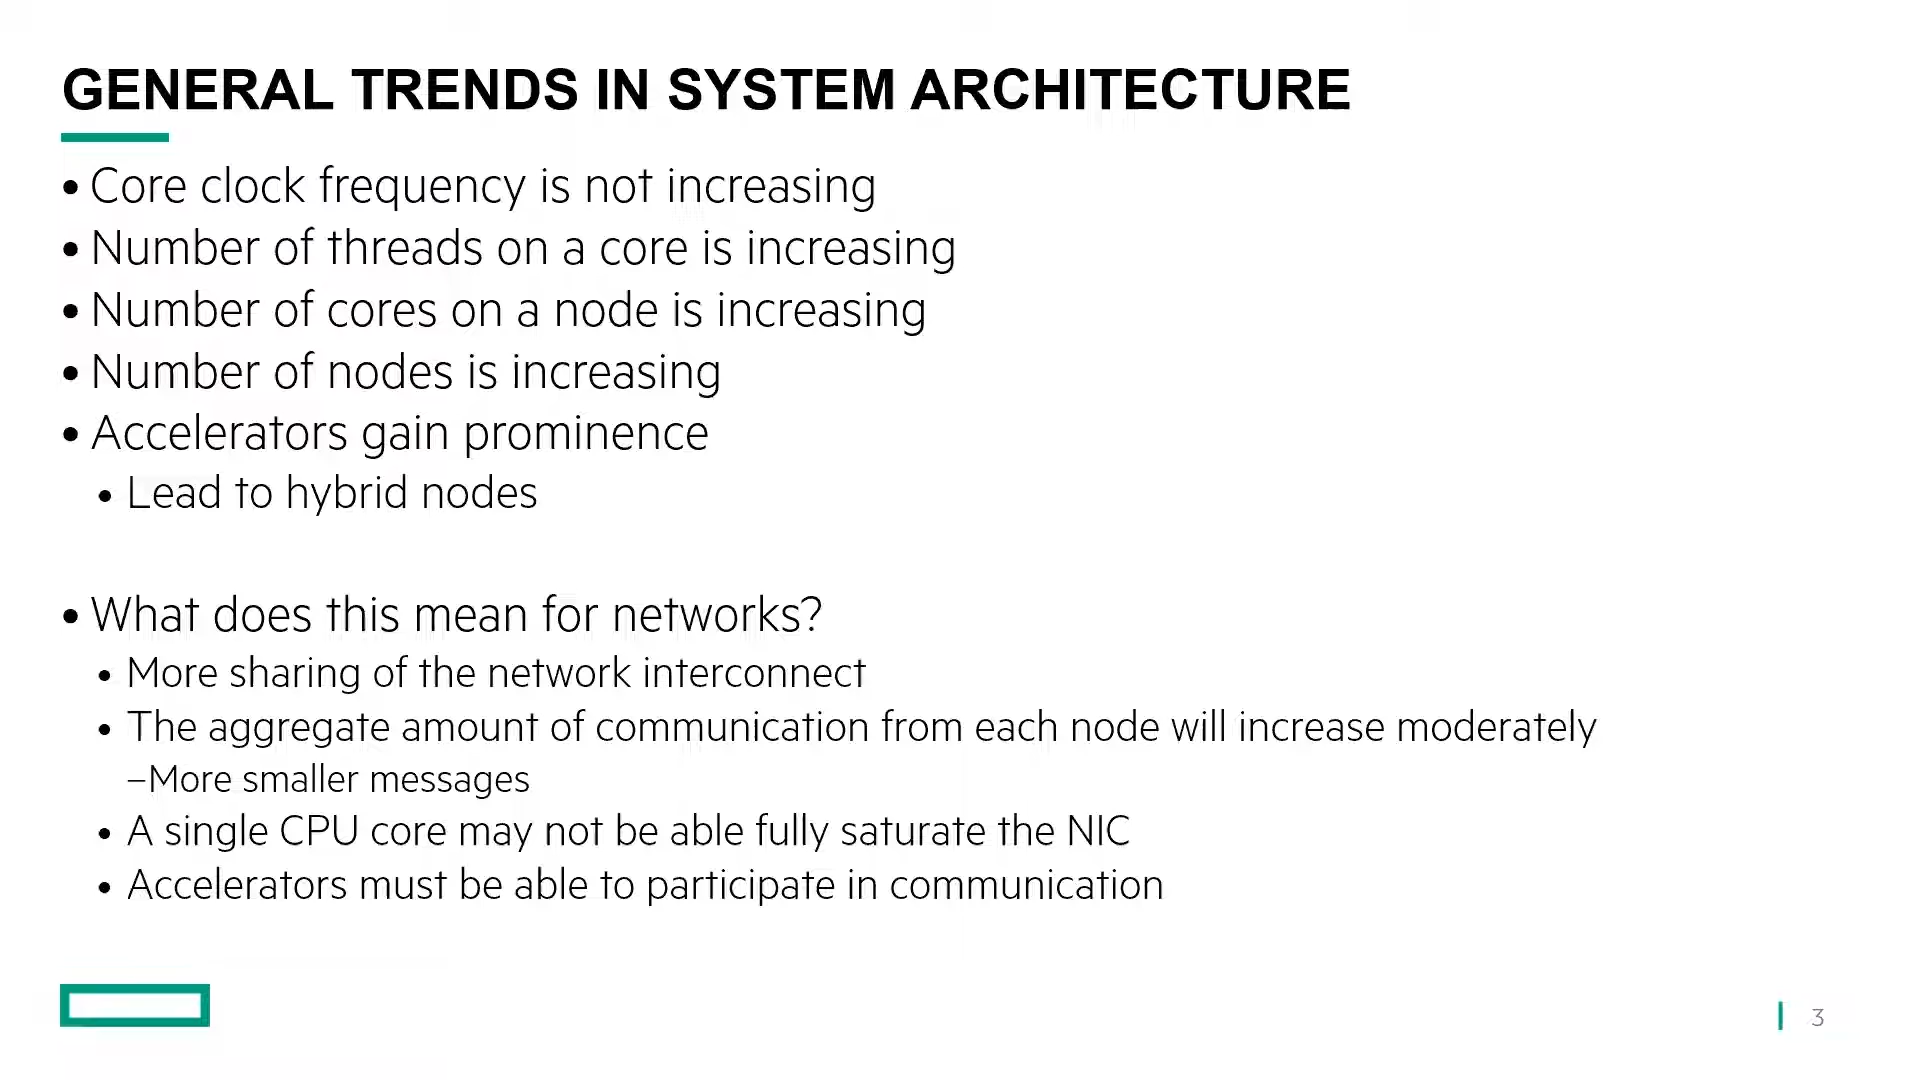 GENERAL TRENDS IN SYSTEM ARCHITECTURE
• Core clock frequency is not increasing
• Number of threads on a core is increasing
• Number of cores on a node is increasing
• Number of nodes is increasing
• Accelerators gain prominence
• Lead to hybrid nodes
• What does this mean for networks?
• More sharing of the network interconnect
• The aggregate amount of communication from each node will increase moderately
–More smaller messages
• A single CPU core may not be able fully saturate the NIC
• Accelerators must be able to participate in communication
3